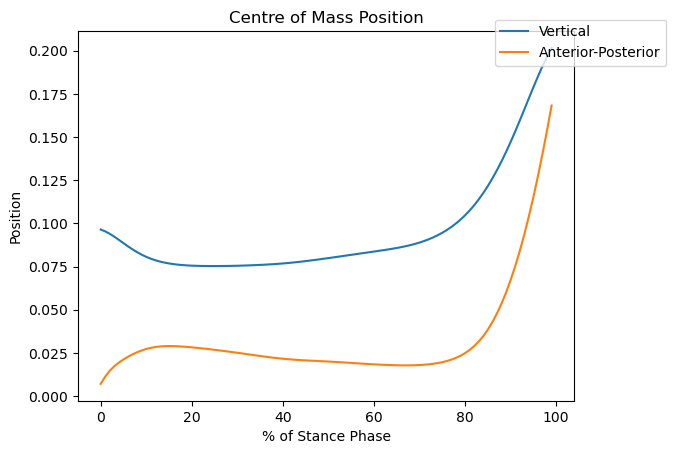 Centre of Mass Position
Vertical
Anterior-Posterior
Position
0.200
0.175
0.150
0.125
0.100
0.075
0.050
0.025
0.000
0 20 40 60 80 100
% of Stance Phase